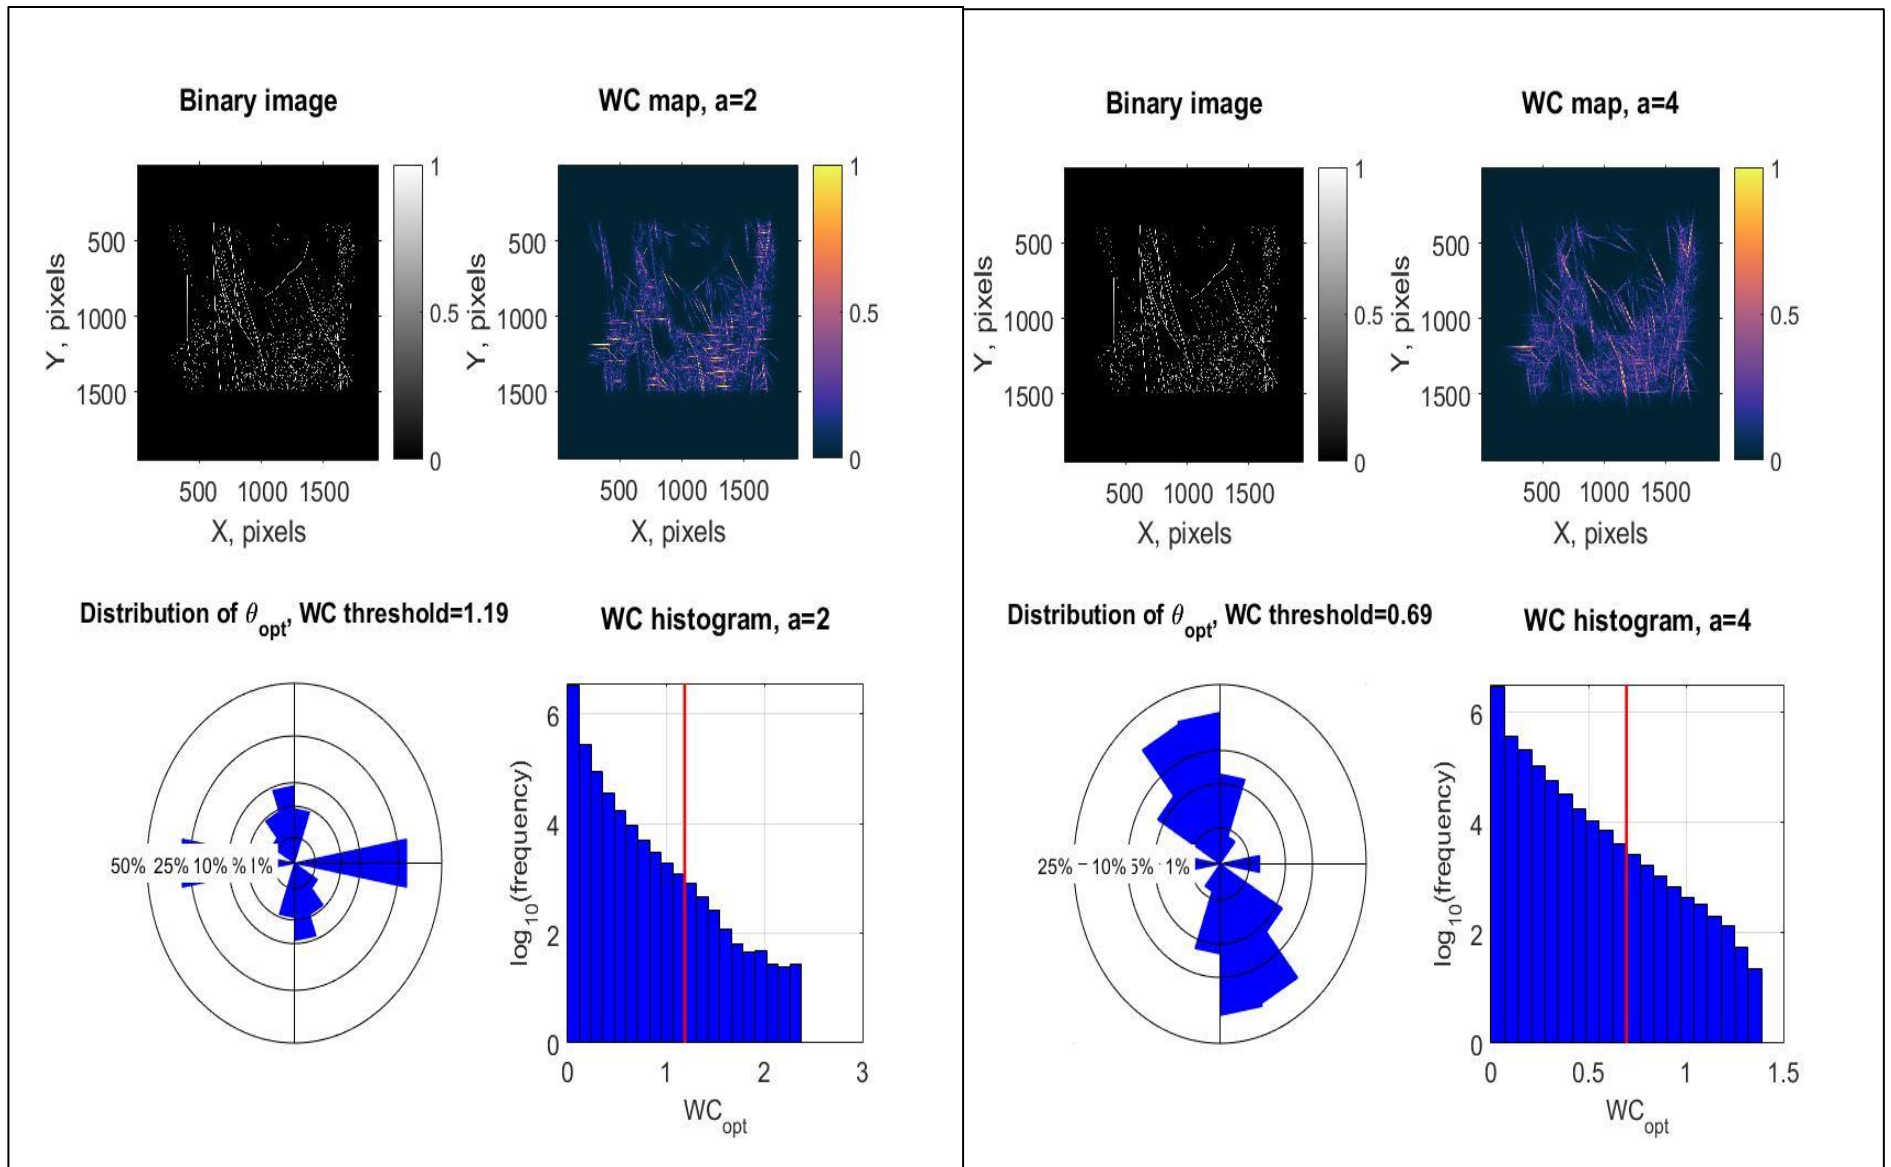 Binary image
WC map, a=2
1
0.5
0
500
1000
1500
Y, pixels
500 1000 1500
X, pixels
1
0.5
0
500
1000
1500
Y, pixels
500 1000 1500
X, pixels
Distribution of θopt, WC threshold=1.19
50% 25% 10% % 1%
WC histogram, a=2
6
4
2
0
log10(frequency)
0 1 2 3
WCopt
Binary image
WC map, a=4
1
0.5
0
500
1000
1500
Y, pixels
500 1000 1500
X, pixels
1
0.5
0
500
1000
1500
Y, pixels
500 1000 1500
X, pixels
Distribution of θopt, WC threshold=0.69
25% 10% 5% 1%
WC histogram, a=4
6
4
2
0
log10(frequency)
0 0.5 1 1.5
WCopt